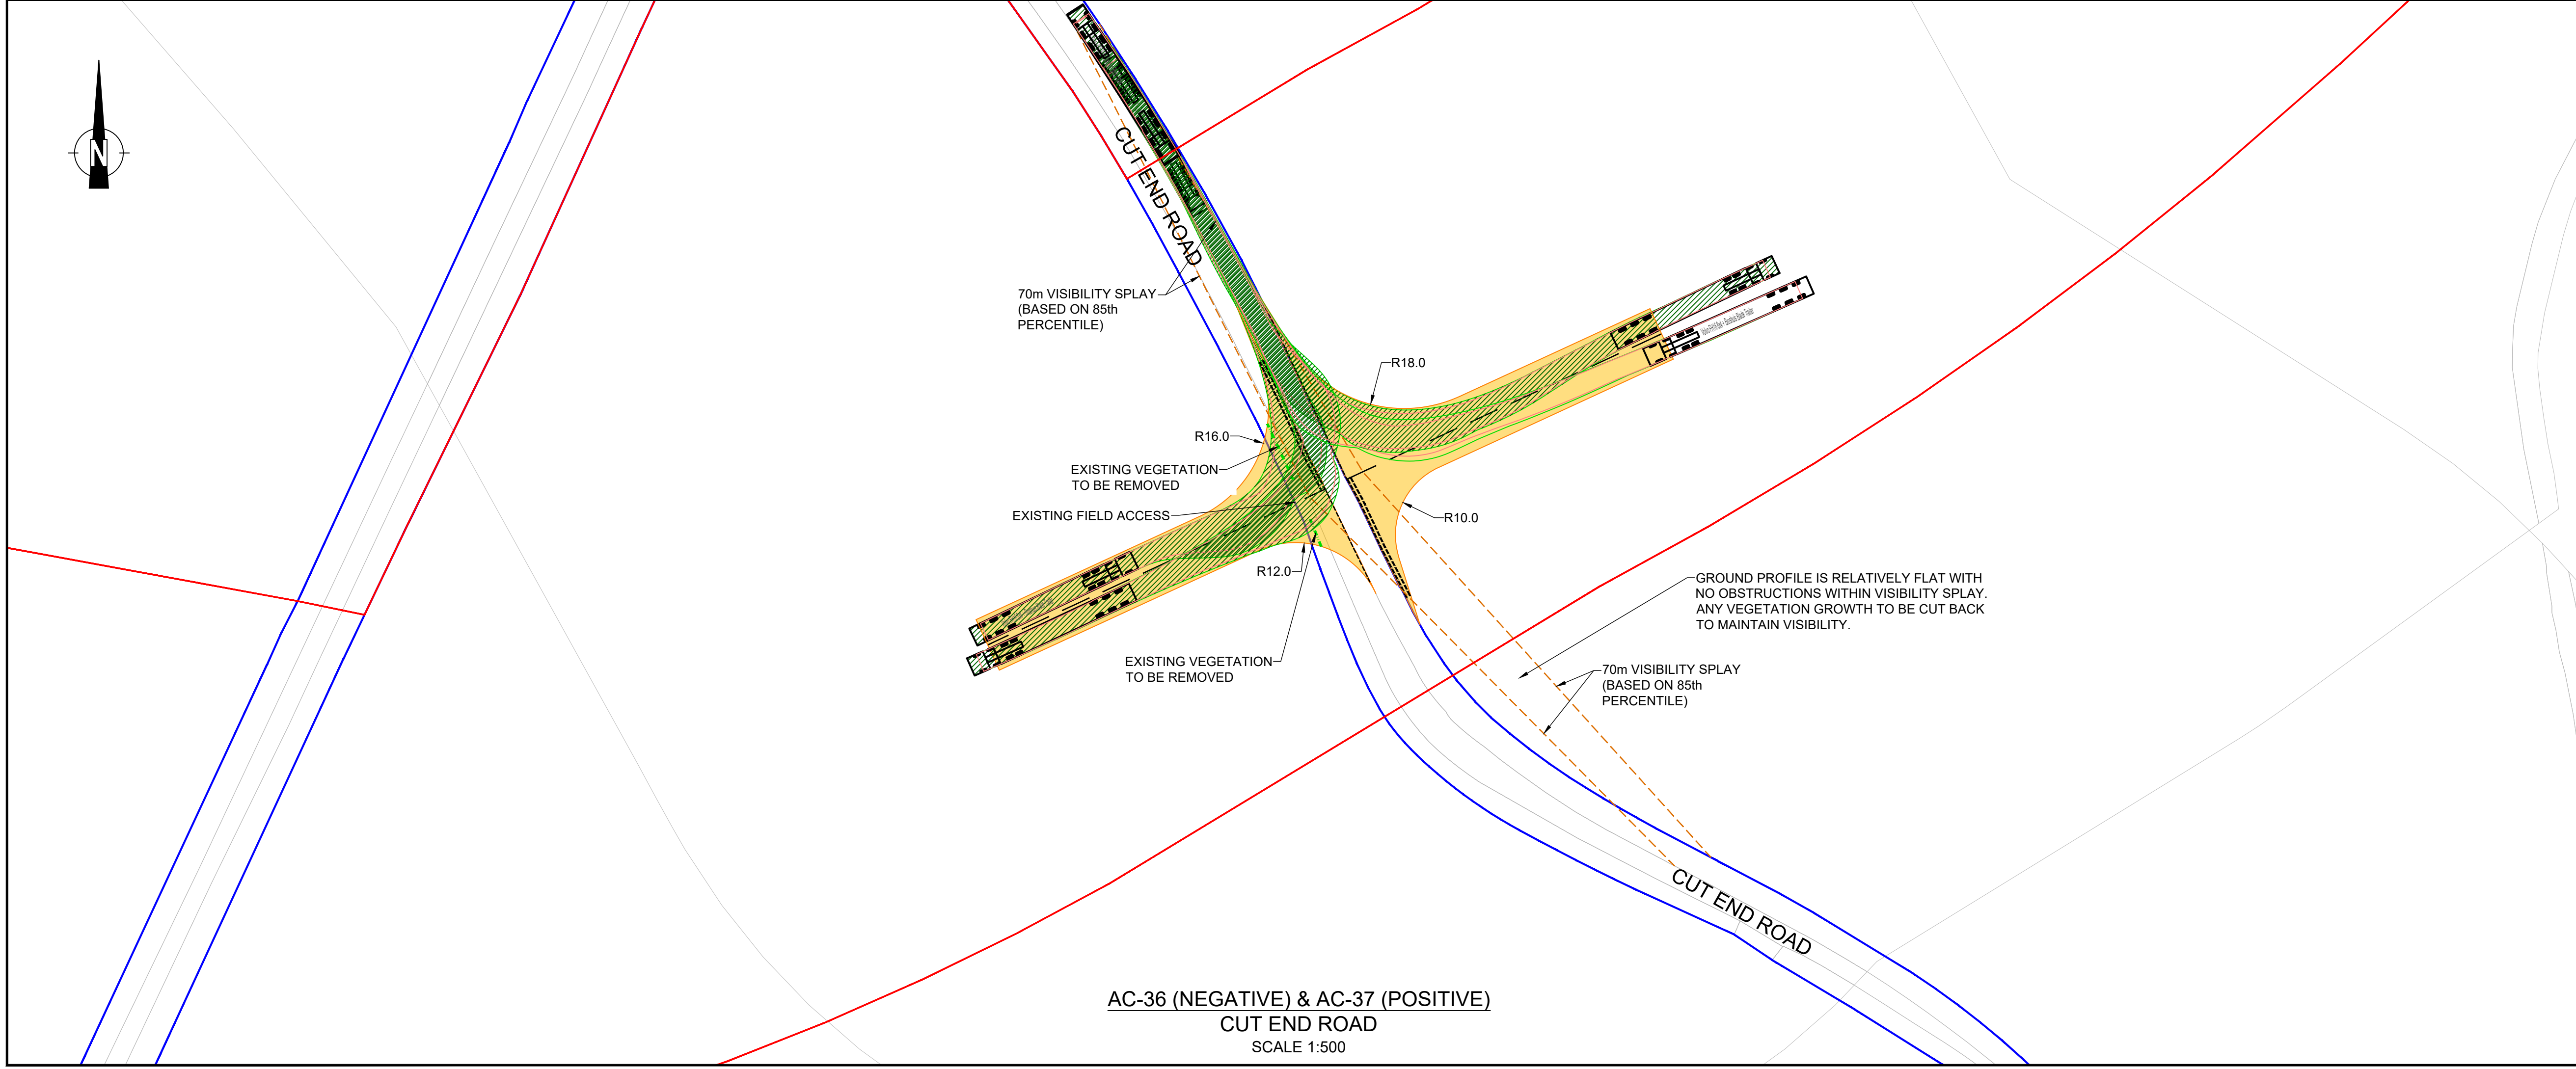 N
CUT END ROAD
70m VISIBILITY SPLAY
(BASED ON 85th
PERCENTILE)
R18.0
R16.0
EXISTING VEGETATION
TO BE REMOVED
EXISTING FIELD ACCESS
R10.0
R12.0
GROUND PROFILE IS RELATIVELY FLAT WITH
NO OBSTRUCTIONS WITHIN VISIBILITY SPLAY.
ANY VEGETATION GROWTH TO BE CUT BACK
TO MAINTAIN VISIBILITY.
EXISTING VEGETATION
TO BE REMOVED
70m VISIBILITY SPLAY
(BASED ON 85th
PERCENTILE)
CUT END ROAD
AC-36 (NEGATIVE) & AC-37 (POSITIVE)
CUT END ROAD
SCALE 1:500